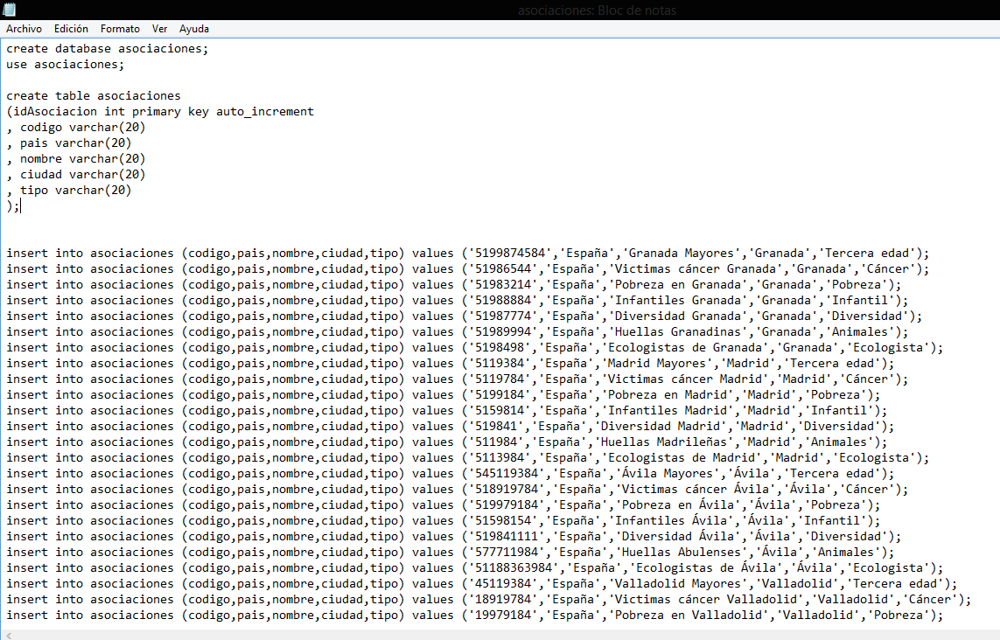 asociaciones: Bloc de notas
Archivo Edición Formato Ver Ayuda
create database asociaciones;
use asociaciones;
create table asociaciones
(idAsociacion int primary key auto_increment
, codigo varchar(20)
, pais varchar(20)
, nombre varchar(20)
, ciudad varchar(20)
, tipo varchar(20)
);
insert into asociaciones (codigo,pais,nombre,ciudad,tipo) values ('5199874584','España','Granada Mayores','Granada','Tercera edad');
insert into asociaciones (codigo,pais,nombre,ciudad,tipo) values ('51986544','España','Victimas cáncer Granada','Granada','Cáncer');
insert into asociaciones (codigo,pais,nombre,ciudad,tipo) values ('51983214','España','Pobreza en Granada','Granada','Pobreza');
insert into asociaciones (codigo,pais,nombre,ciudad,tipo) values ('51988884','España','Infantiles Granada','Granada','Infantil');
insert into asociaciones (codigo,pais,nombre,ciudad,tipo) values ('51987774','España','Diversidad Granada','Granada','Diversidad');
insert into asociaciones (codigo,pais,nombre,ciudad,tipo) values ('51989994','España','Huellas Granadinas','Granada','Animales');
insert into asociaciones (codigo,pais,nombre,ciudad,tipo) values ('5198498','España','Ecologistas de Granada','Granada','Ecologista');
insert into asociaciones (codigo,pais,nombre,ciudad,tipo) values ('5119384','España','Madrid Mayores','Madrid','Tercera edad');
insert into asociaciones (codigo,pais,nombre,ciudad,tipo) values ('5119784','España','Victimas cáncer Madrid','Madrid','Cáncer');
insert into asociaciones (codigo,pais,nombre,ciudad,tipo) values ('5199184','España','Pobreza en Madrid','Madrid','Pobreza');
insert into asociaciones (codigo,pais,nombre,ciudad,tipo) values ('5159814','España','Infantiles Madrid','Madrid','Infantil');
insert into asociaciones (codigo,pais,nombre,ciudad,tipo) values ('519841','España','Diversidad Madrid','Madrid','Diversidad');
insert into asociaciones (codigo,pais,nombre,ciudad,tipo) values ('511984','España','Huellas Madrileñas','Madrid','Animales');
insert into asociaciones (codigo,pais,nombre,ciudad,tipo) values ('5113984','España','Ecologistas de Madrid','Madrid','Ecologista');
insert into asociaciones (codigo,pais,nombre,ciudad,tipo) values ('545119384','España','Ávila Mayores','Ávila','Tercera edad');
insert into asociaciones (codigo,pais,nombre,ciudad,tipo) values ('518919784','España','Victimas cáncer Ávila','Ávila','Cáncer');
insert into asociaciones (codigo,pais,nombre,ciudad,tipo) values ('519979184','España','Pobreza en Ávila','Ávila','Pobreza');
insert into asociaciones (codigo,pais,nombre,ciudad,tipo) values ('51598154','España','Infantiles Ávila','Ávila','Infantil');
insert into asociaciones (codigo,pais,nombre,ciudad,tipo) values ('519841111','España','Diversidad Ávila','Ávila','Diversidad');
insert into asociaciones (codigo,pais,nombre,ciudad,tipo) values ('577711984','España','Huellas Abulenses','Ávila','Animales');
insert into asociaciones (codigo,pais,nombre,ciudad,tipo) values ('51188363984','España','Ecologistas de Ávila','Ávila','Ecologista');
insert into asociaciones (codigo,pais,nombre,ciudad,tipo) values ('45119384','España','Valladolid Mayores','Valladolid','Tercera edad');
insert into asociaciones (codigo,pais,nombre,ciudad,tipo) values ('18919784','España','Victimas cáncer Valladolid','Valladolid','Cáncer');
insert into asociaciones (codigo,pais,nombre,ciudad,tipo) values ('19979184','España','Pobreza en Valladolid','Valladolid','Pobreza');